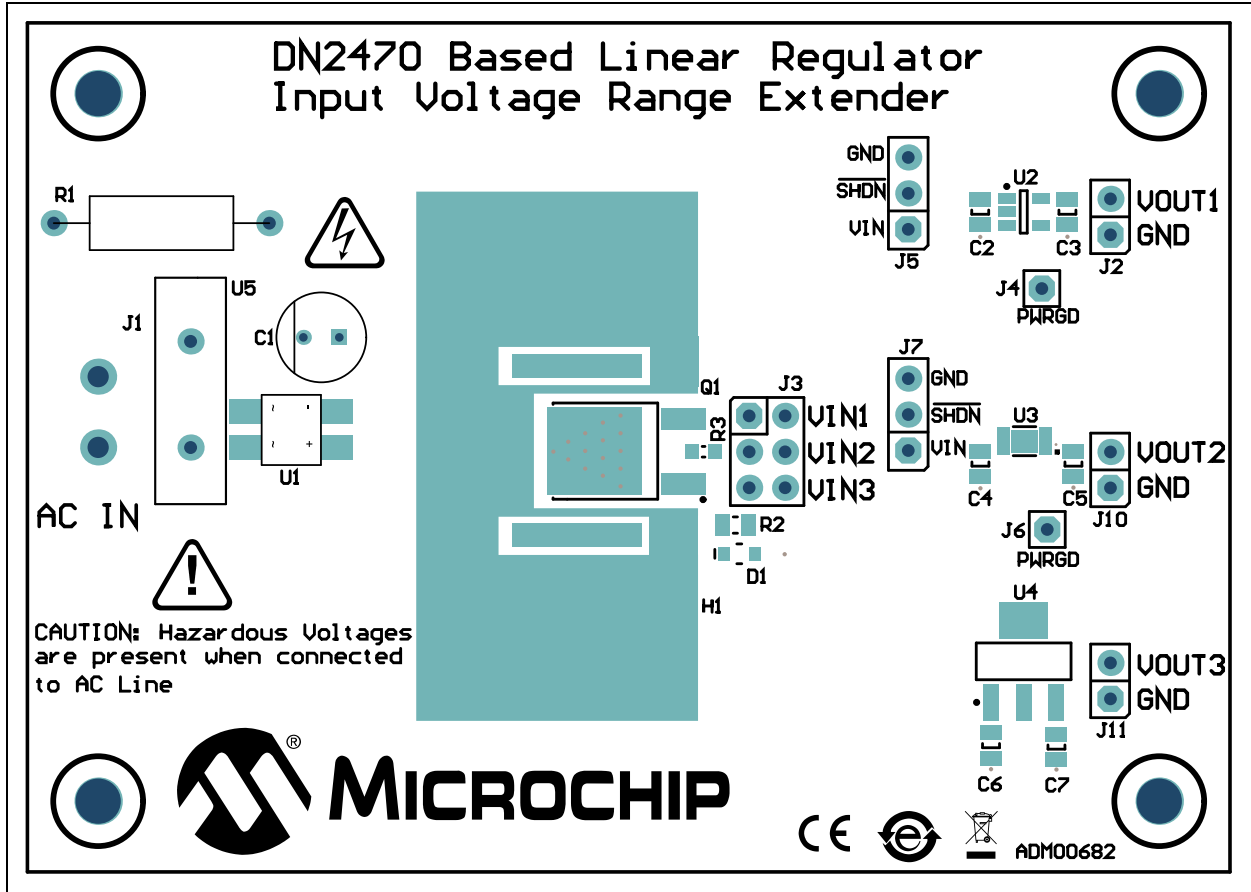 DN2470 Based Linear Regulator
Input Voltage Range Extender
R1
U5
J1
C1
~ -
~ +
U1
AC IN
CAUTION: Hazardous Voltages
are present when connected
to AC Line
Q1
J3
R3
VIN1
VIN2
VIN3
R2
D1
H1
GND
SHDN
VIN
J5
U2
C2
C3
VOUT1
GND
J2
J4
PWRGD
J7
GND
SHDN
VIN
U3
C4
C5
VOUT2
GND
J10
J6
PWRGD
U4
VOUT3
GND
J11
C6
C7
MICROCHIP
®
CE
e
ADM00682